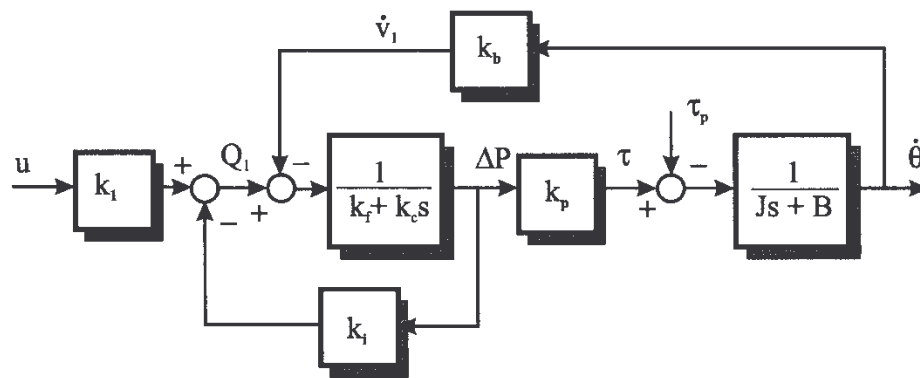 v̇₁
k_b
τ_p
u
k₁
+
Q₁
−
+
−
1
k_f + k_c s
ΔP
k_p
τ
+
−
1
Js + B
θ̇
k_i